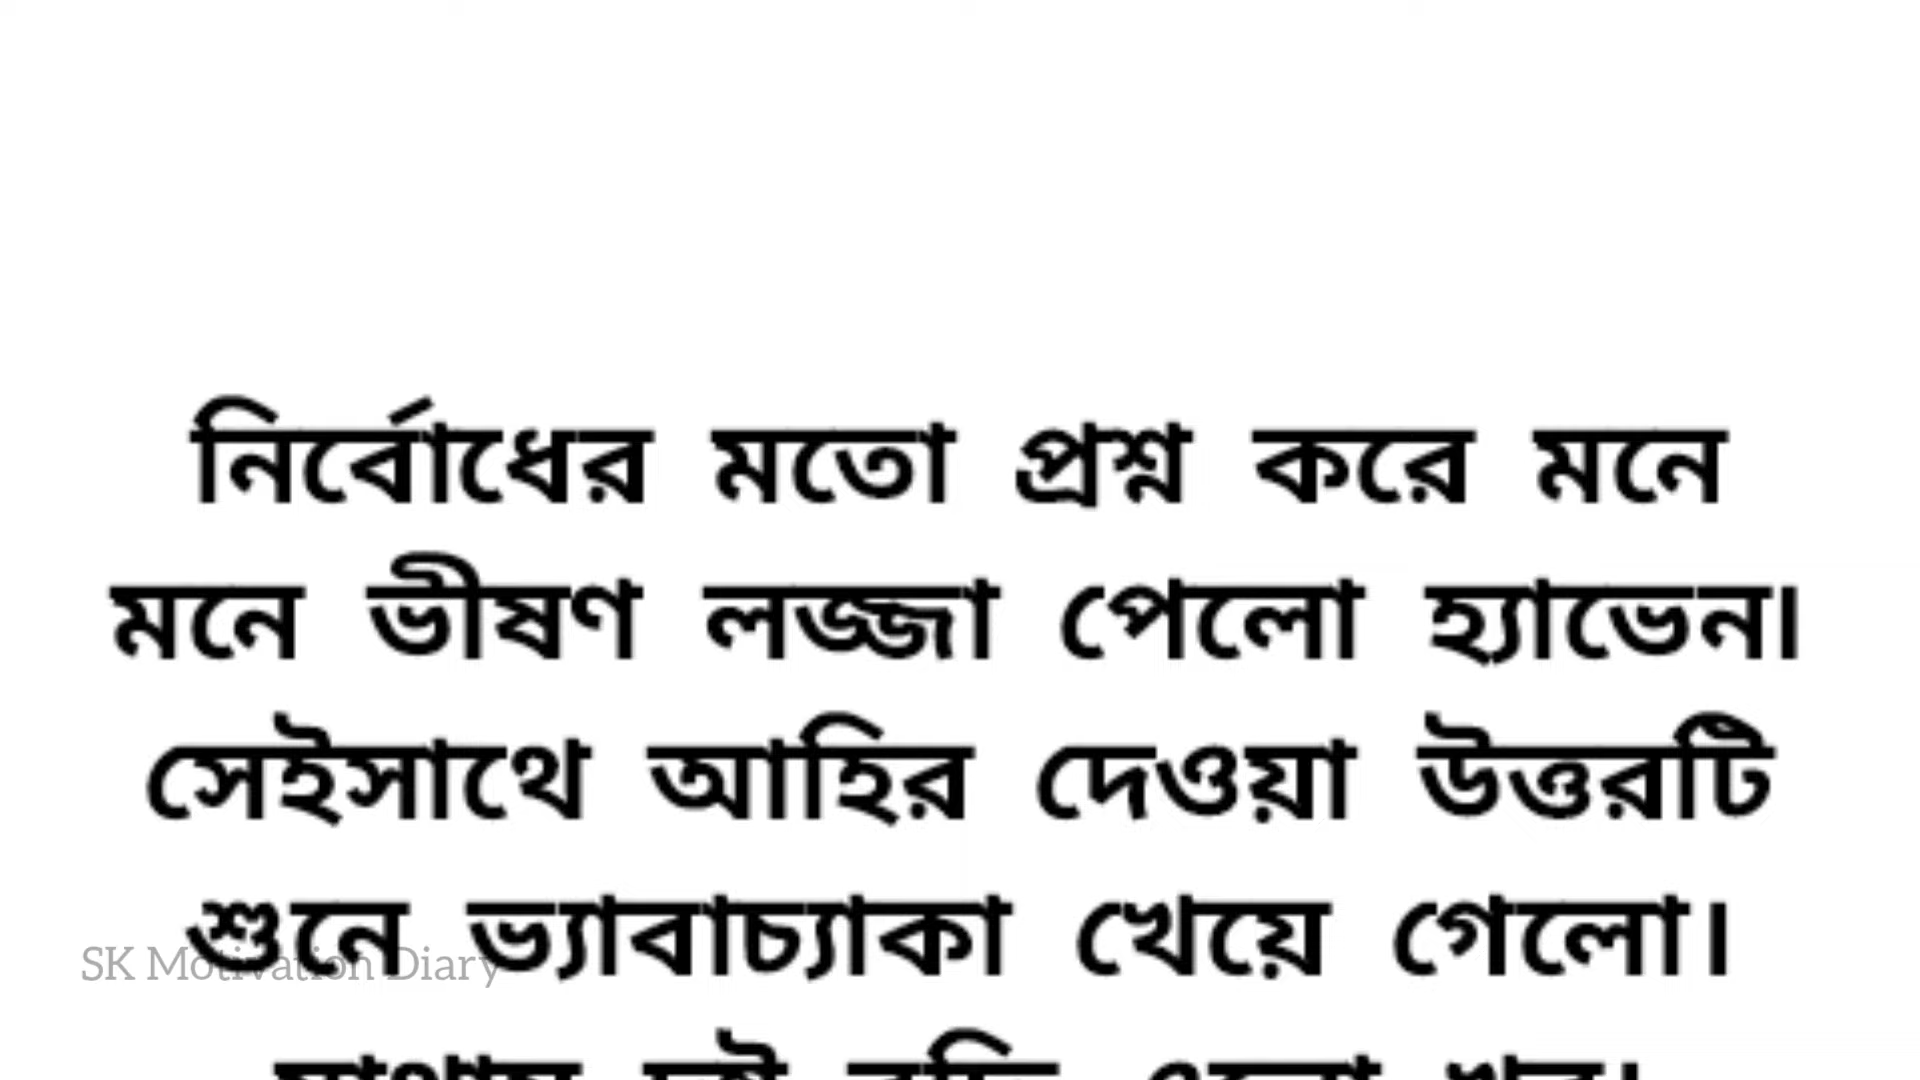 নির্বোধের মতো প্রশ্ন করে মনে
মনে ভীষণ লজ্জা পেলো হ্যাভেন।
সেইসাথে আহির দেওয়া উত্তরটি
শুনে ভ্যাবাচ্যাকা খেয়ে গেলো।
SK Motivation Diary